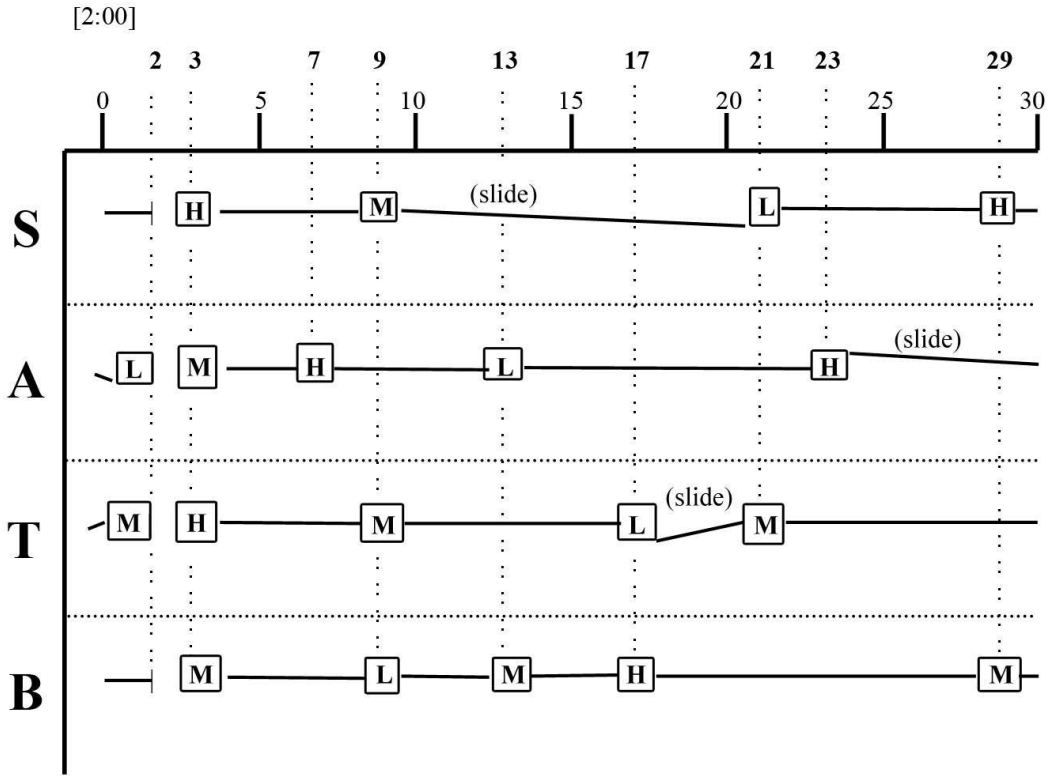 [2:00]
2 3 7 9 13 17 21 23 29
0 5 10 15 20 25 30
S H M (slide) L H
A L M H L H (slide)
T M H M L (slide) M
B M L M H M